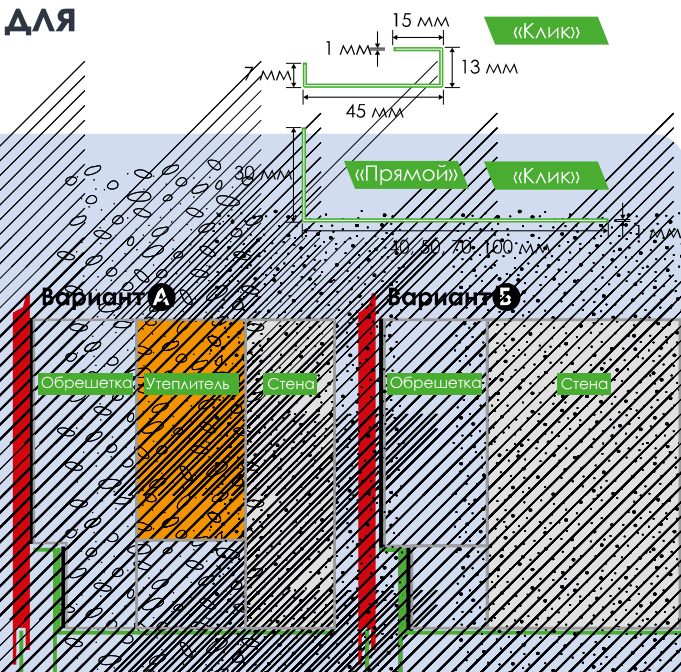 для
15 мм
«Клик»
1 мм
13 мм
7 мм
45 мм
30 мм
«Прямой»
«Клик»
40, 50, 70, 100 мм
1 мм
Вариант А
Вариант Б
Обрешетка
Утеплитель
Стена
Обрешетка
Стена